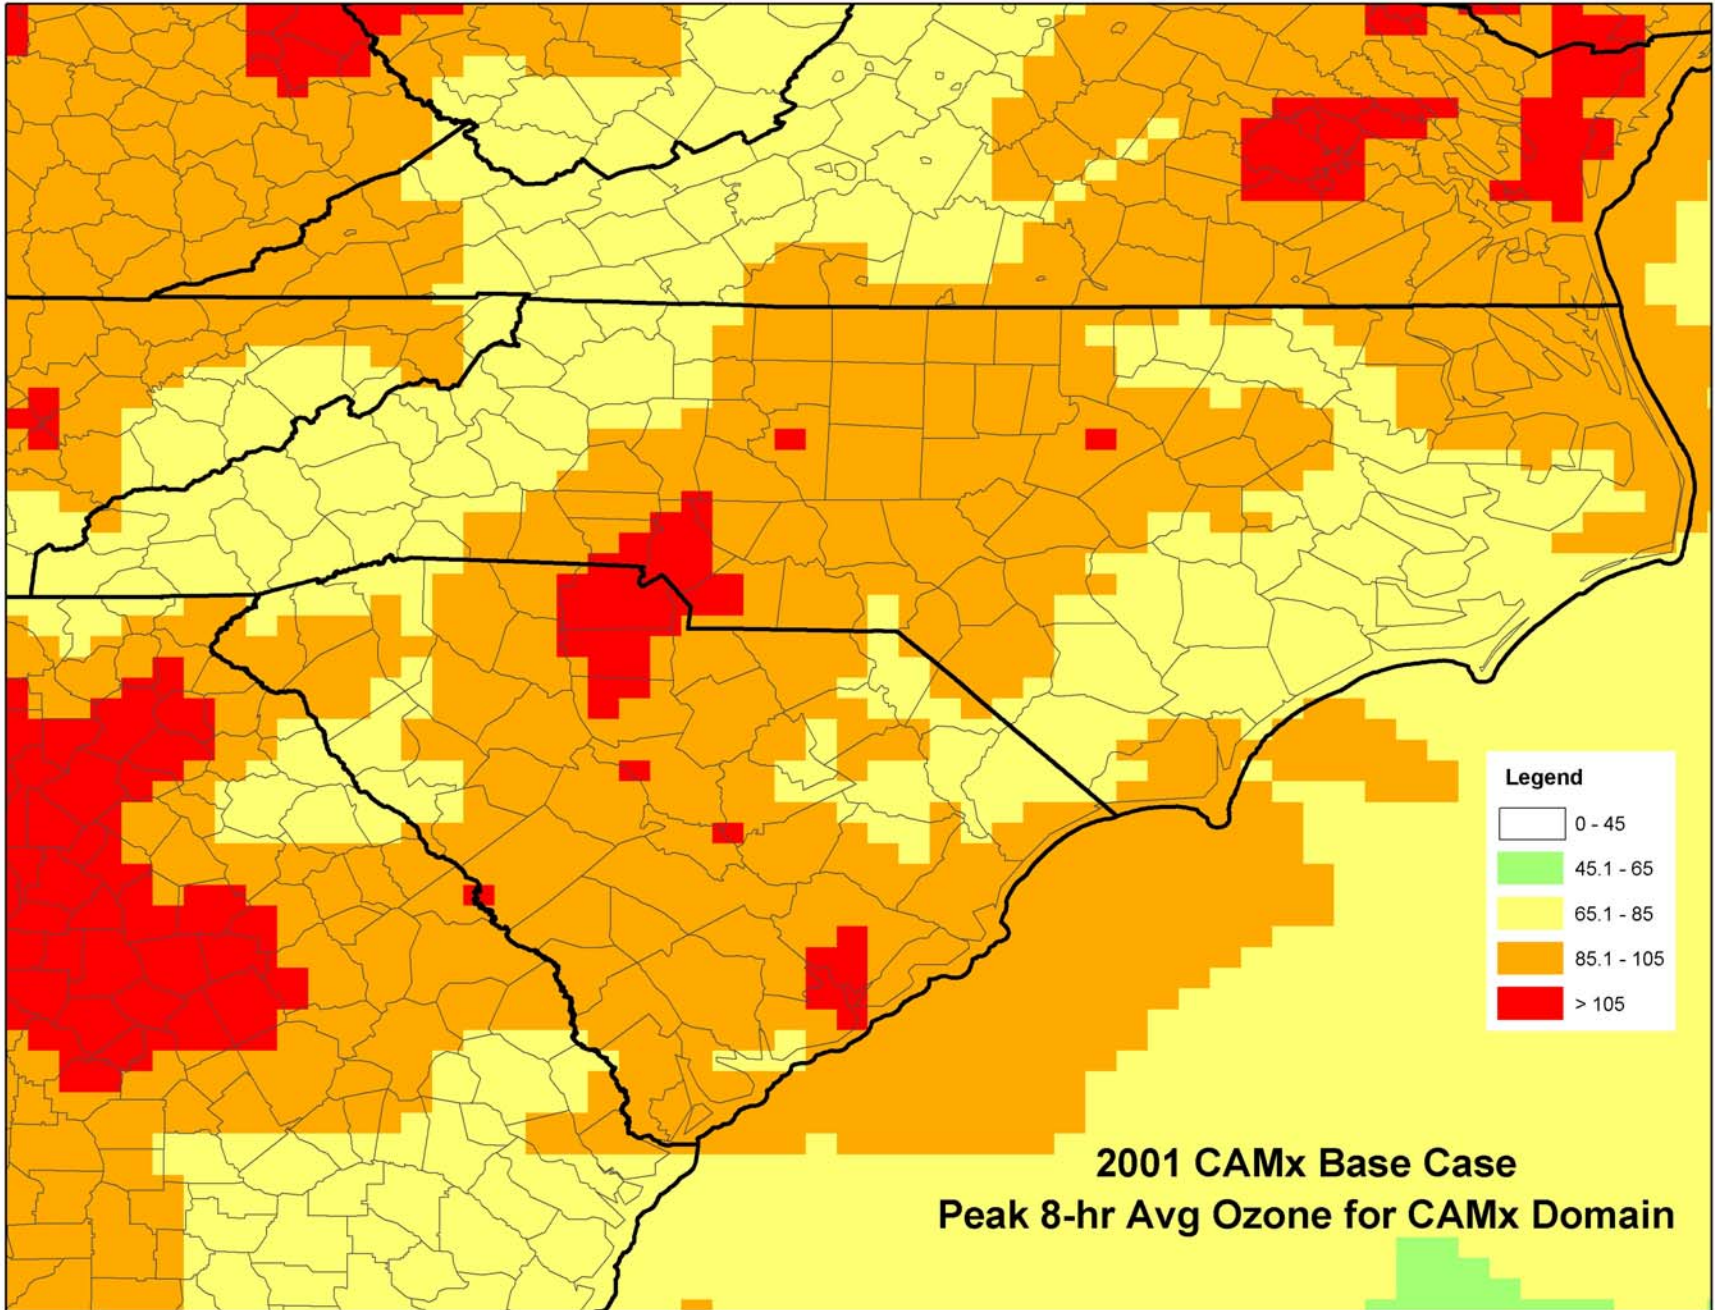 Legend
0 - 45
45.1 - 65
65.1 - 85
85.1 - 105
> 105
2001 CAMx Base Case
Peak 8-hr Avg Ozone for CAMx Domain